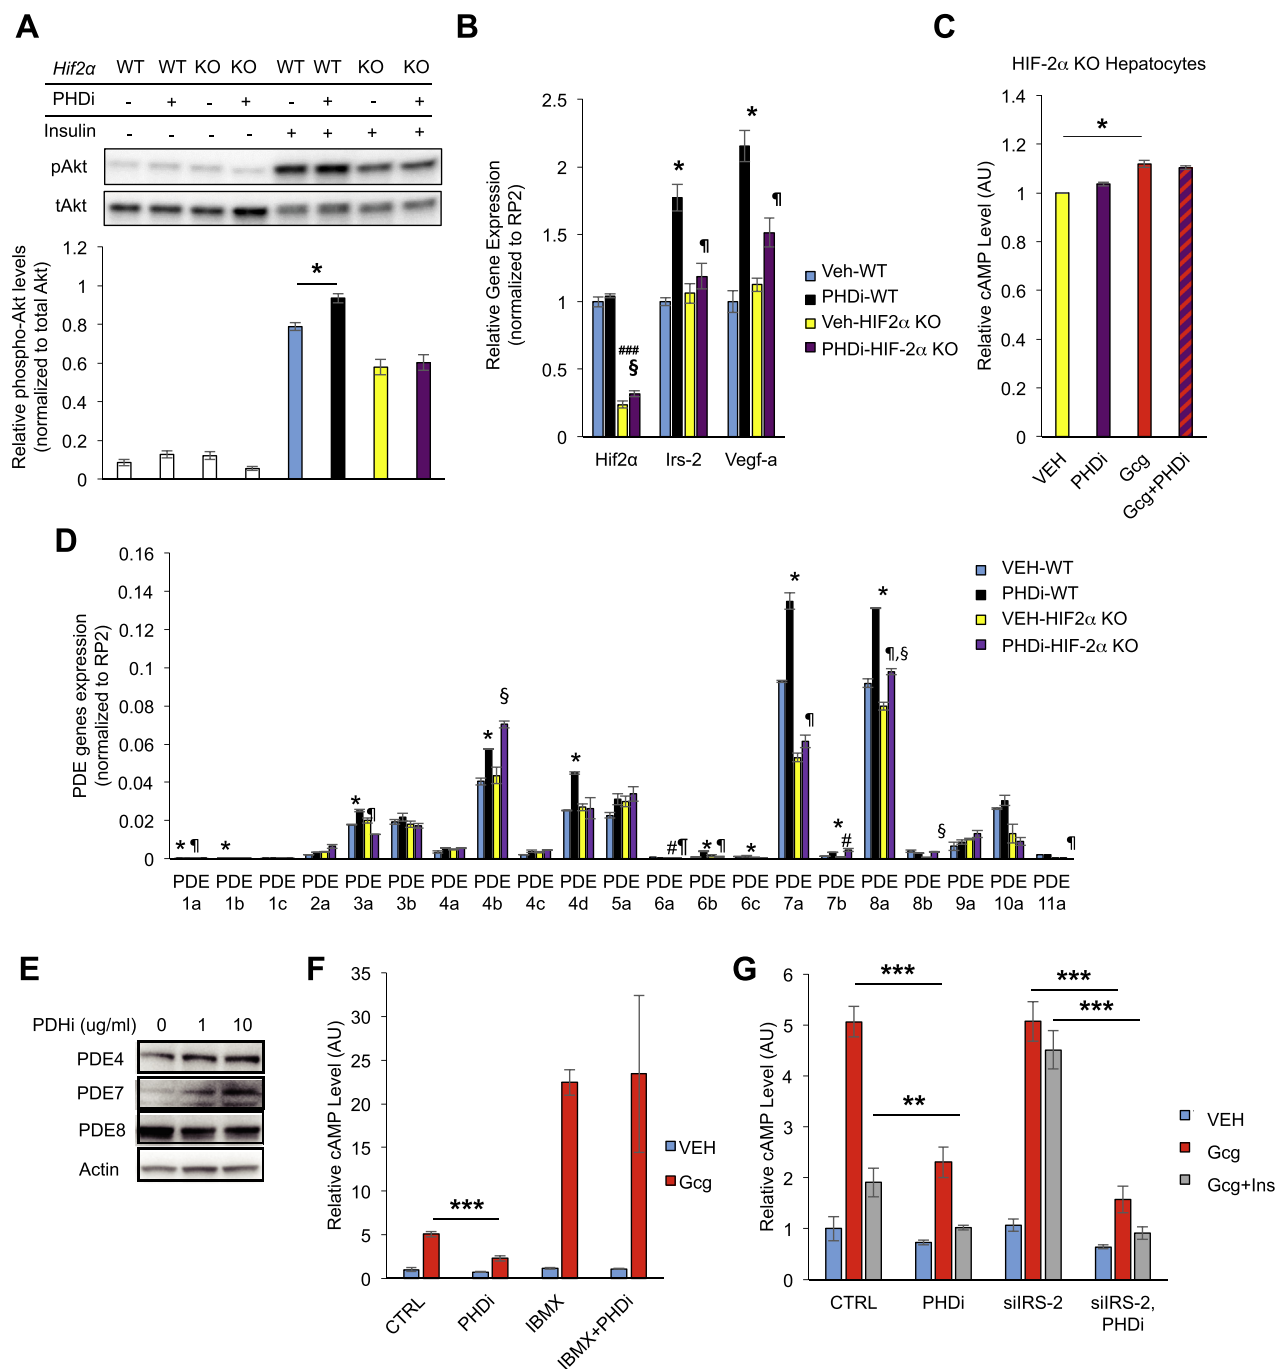 A
Hif2α WT WT KO KO WT WT KO KO
PHDi - + - + - + - +
Insulin - - - - + + + +
pAkt
tAkt
Relative phospho-Akt levels
(normalized to total Akt)
1.2
1
0.8
0.6
0.4
0.2
0
*
B
Relative Gene Expression
(normalized to RP2)
2.5
2
1.5
1
0.5
0
*
*
¶
¶
###
§
Hif2α Irs-2 Vegf-a
Veh-WT
PHDi-WT
Veh-HIF2α KO
PHDi-HIF-2α KO
C
HIF-2α KO Hepatocytes
Relative cAMP Level (AU)
1.4
1.2
1
0.8
0.6
0.4
0.2
0
*
VEH PHDi Gcg Gcg+PHDi
D
PDE genes expression
(normalized to RP2)
0.16
0.14
0.12
0.1
0.08
0.06
0.04
0.02
0
* ¶ * * ¶ * § * #¶ * ¶ * * ¶ * # * ¶,§ § ¶
PDE PDE PDE PDE PDE PDE PDE PDE PDE PDE PDE PDE PDE PDE PDE PDE PDE PDE PDE PDE PDE
1a 1b 1c 2a 3a 3b 4a 4b 4c 4d 5a 6a 6b 6c 7a 7b 8a 8b 9a 10a 11a
VEH-WT
PHDi-WT
VEH-HIF2α KO
PHDi-HIF-2α KO
E
PDHi (ug/ml) 0 1 10
PDE4
PDE7
PDE8
Actin
F
Relative cAMP Level (AU)
35
30
25
20
15
10
5
0
***
CTRL PHDi IBMX IBMX+PHDi
VEH
Gcg
G
Relative cAMP Level (AU)
6
5
4
3
2
1
0
***
**
***
***
CTRL PHDi siIRS-2 siIRS-2,
PHDi
VEH
Gcg
Gcg+Ins